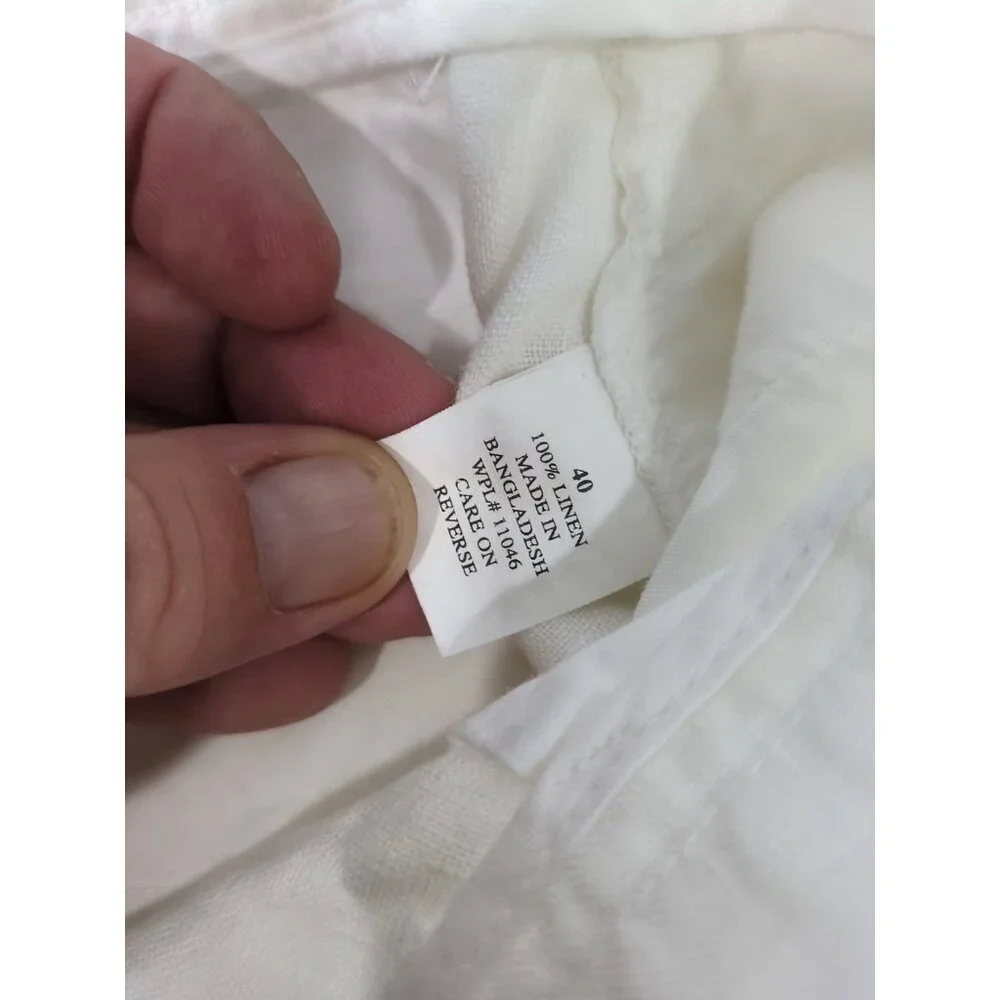 40
100% LINEN
MADE IN
BANGLADESH
WPL# 11046
CARE ON
REVERSE